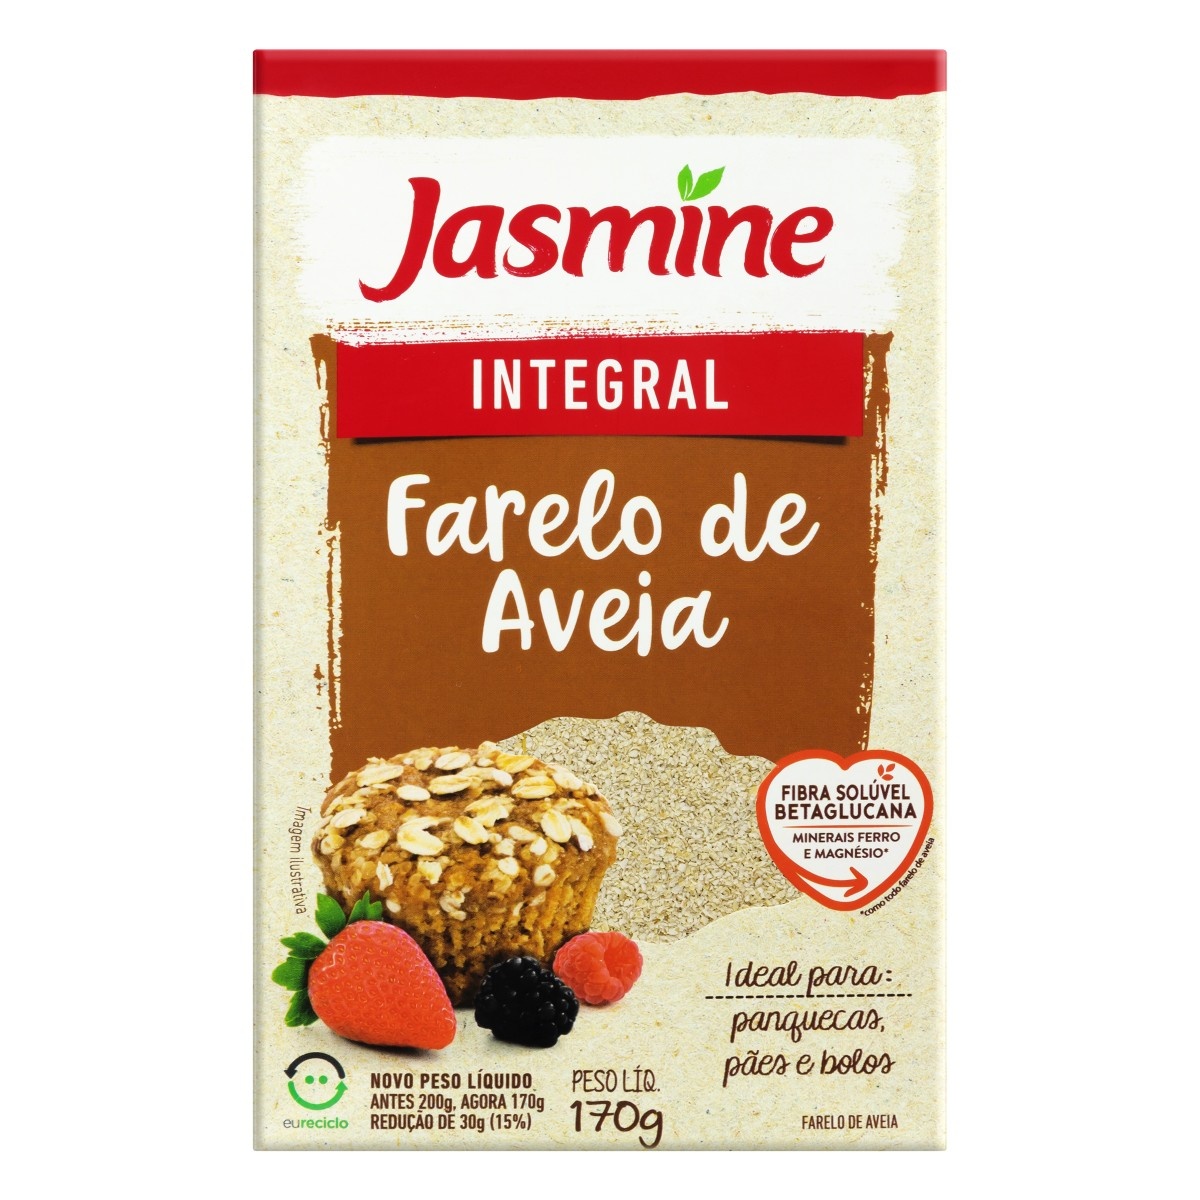 Jasmine
INTEGRAL
Farelo de
Aveia
FIBRA SOLÚVEL
BETAGLUCANA
MINERAIS FERRO
E MAGNÉSIO*
*como todo farelo de aveia
Imagem ilustrativa
Ideal para:
panquecas,
pães e bolos
eureciclo
NOVO PESO LÍQUIDO
ANTES 200g, AGORA 170g
REDUÇÃO DE 30g (15%)
PESO LÍQ.
170g
FARELO DE AVEIA